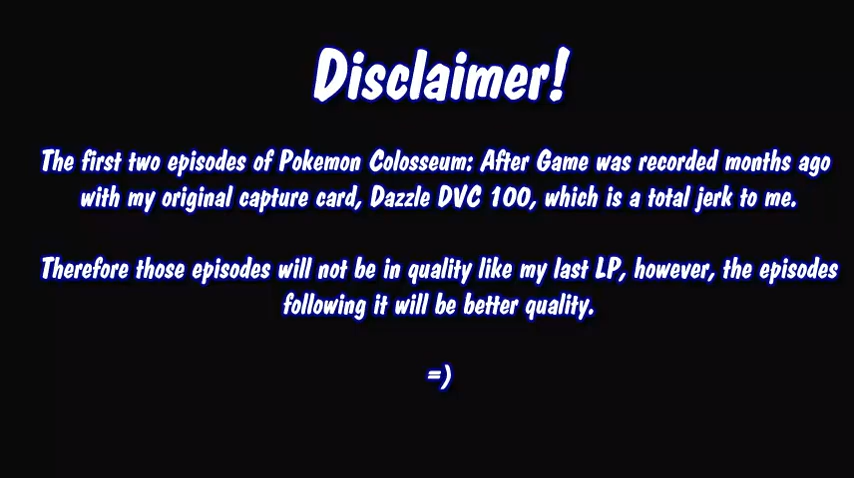 Disclaimer!
The first two episodes of Pokemon Colosseum: After Game was recorded months ago
with my original capture card, Dazzle DVC 100, which is a total jerk to me.
Therefore those episodes will not be in quality like my last LP, however, the episodes
following it will be better quality.
=)